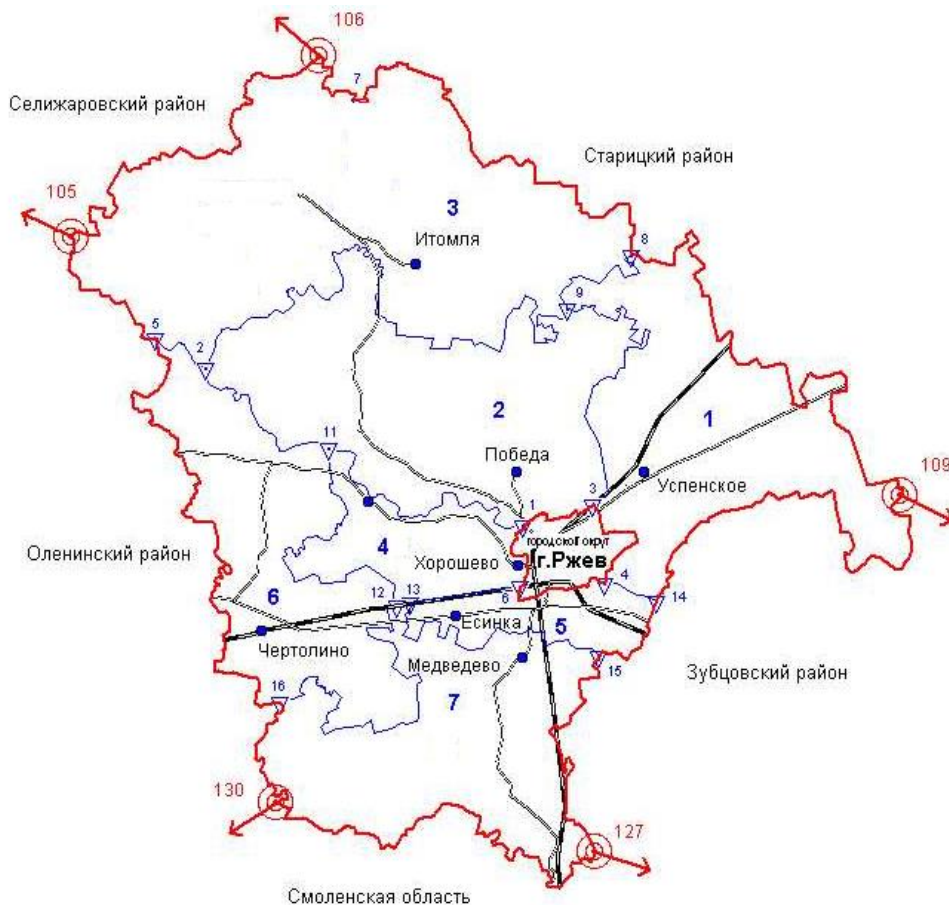 106
7
Селижаровский район
Старицкий район
105
3
Итомля
8
9
5
2
11
2
1
Победа
Успенское
3
1
109
городской округ
г.Ржев
Оленинский район
4
Хорошево
6
4
14
12
13
6
Есинка
5
Чертолино
Медведево
15
Зубцовский район
16
7
130
127
Смоленская область